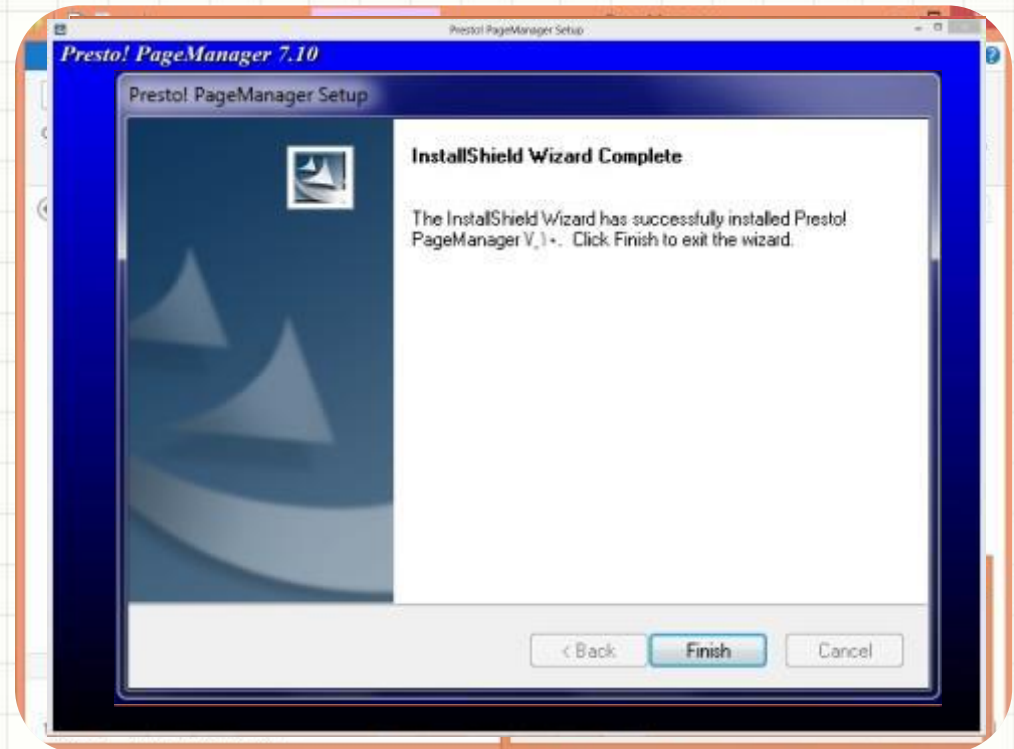 Presto! PageManager Setup
Presto! PageManager 7.10
Presto! PageManager Setup
InstallShield Wizard Complete
The InstallShield Wizard has successfully installed Presto!
PageManager V,1٠. Click Finish to exit the wizard.
< Back
Finish
Cancel